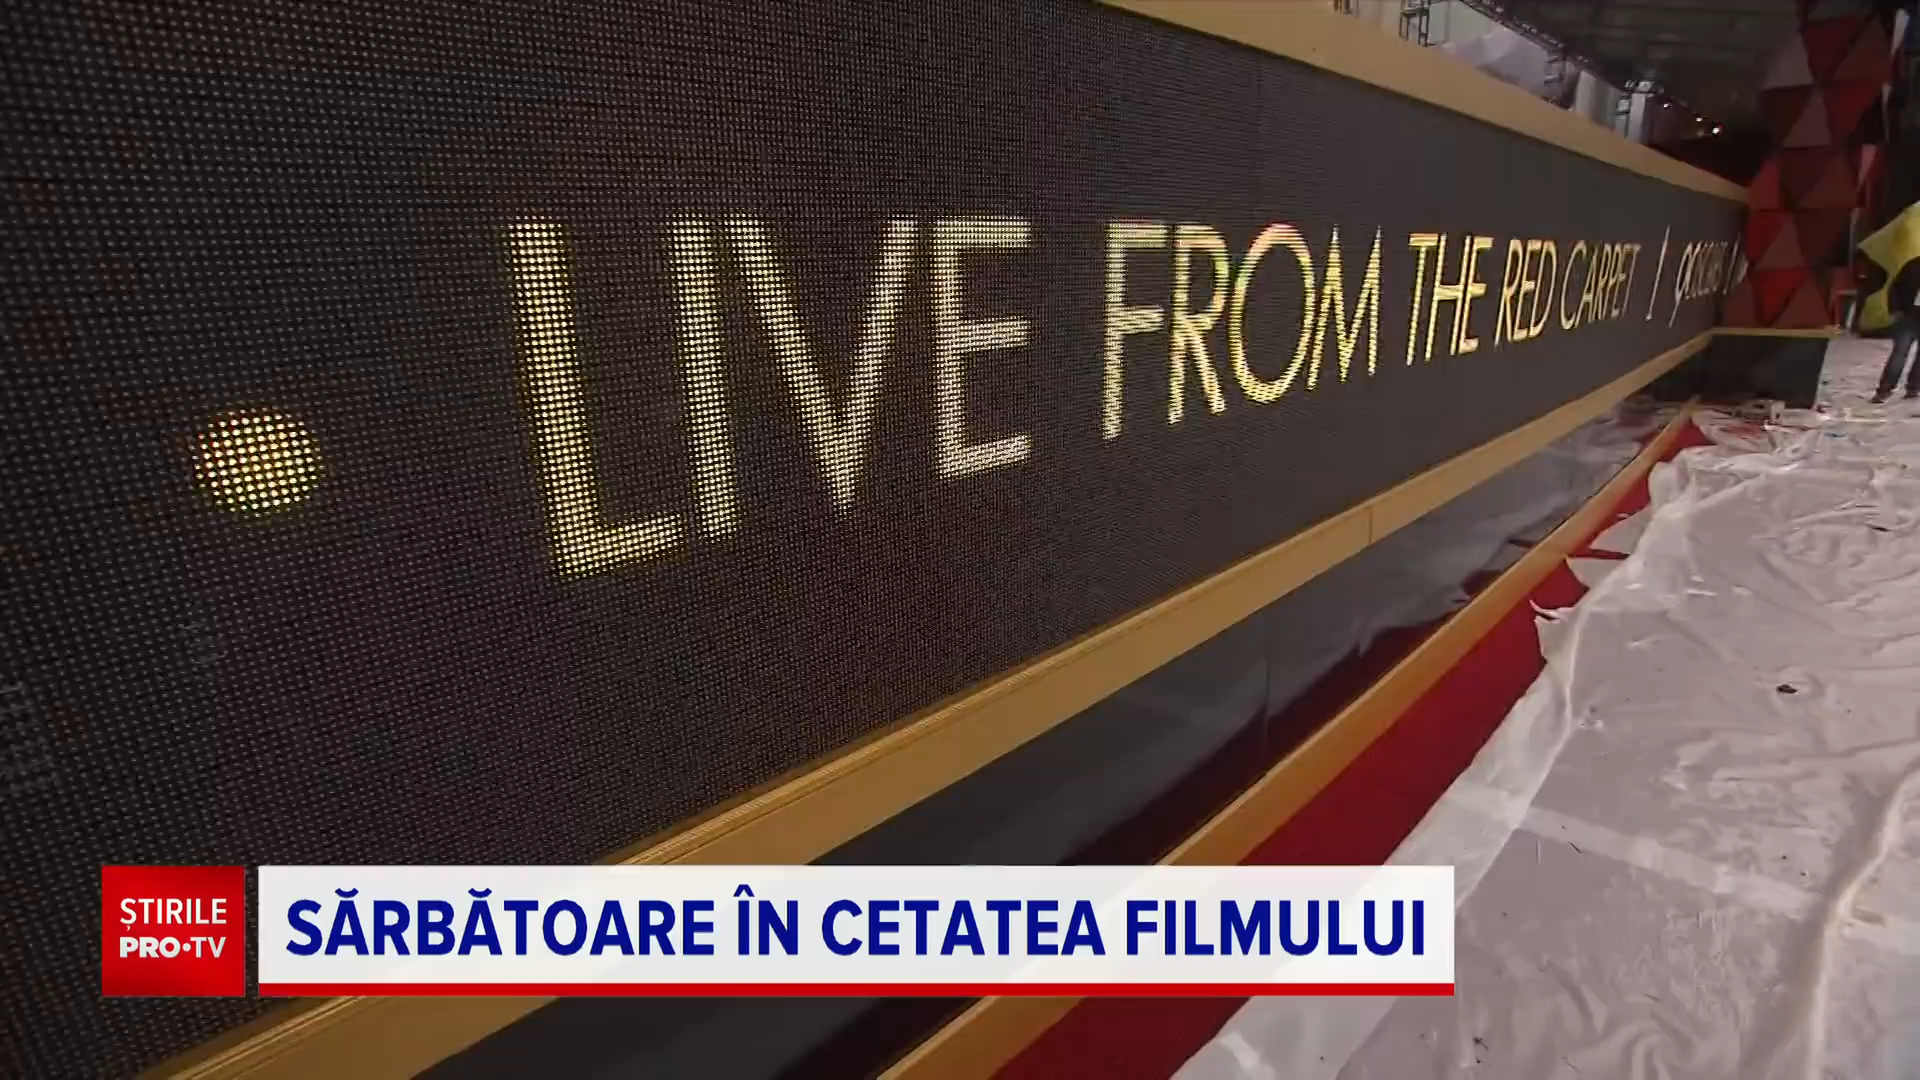 LIVE FROM THE RED CARPET |
ȘTIRILE
PRO•TV
SĂRBĂTOARE ÎN CETATEA FILMULUI